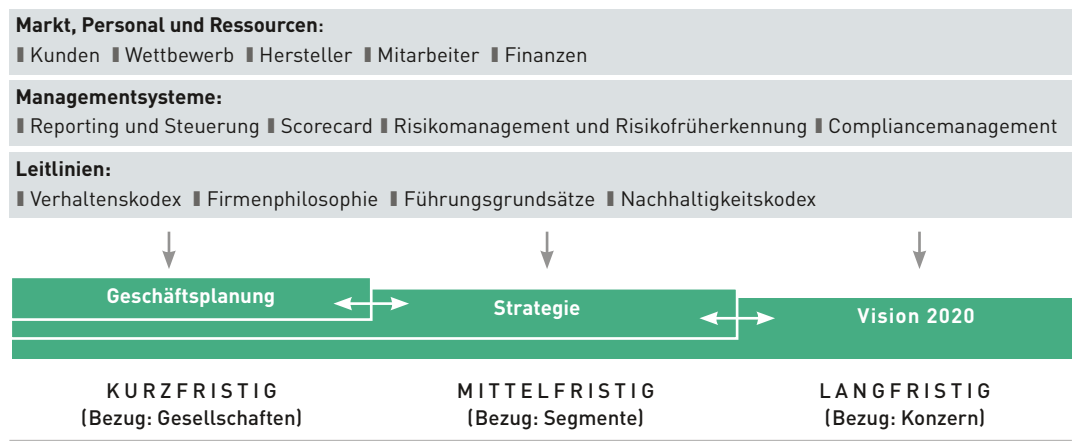 Markt, Personal und Ressourcen:
▮ Kunden ▮ Wettbewerb ▮ Hersteller ▮ Mitarbeiter ▮ Finanzen
Managementsysteme:
▮ Reporting und Steuerung ▮ Scorecard ▮ Risikomanagement und Risikofrüherkennung ▮ Compliancemanagement
Leitlinien:
▮ Verhaltenskodex ▮ Firmenphilosophie ▮ Führungsgrundsätze ▮ Nachhaltigkeitskodex
Geschäftsplanung
Strategie
Vision 2020
KURZFRISTIG
(Bezug: Gesellschaften)
MITTELFRISTIG
(Bezug: Segmente)
LANGFRISTIG
(Bezug: Konzern)